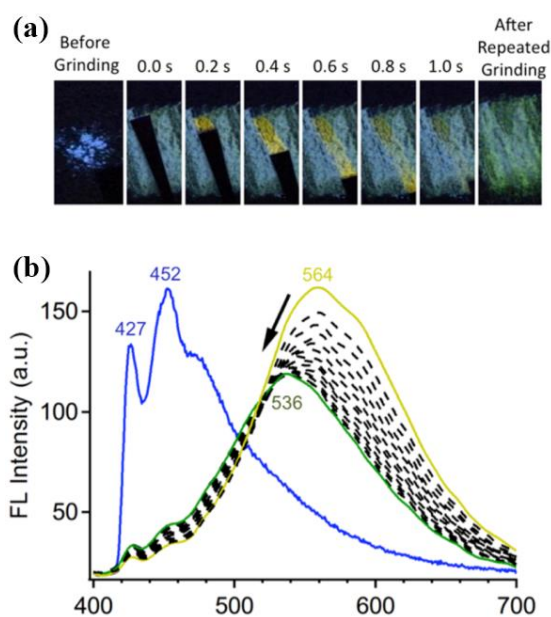 (a)
Before
Grinding
0.0 s
0.2 s
0.4 s
0.6 s
0.8 s
1.0 s
After
Repeated
Grinding
(b)
427
452
564
536
FL Intensity (a.u.)
150
100
50
400
500
600
700